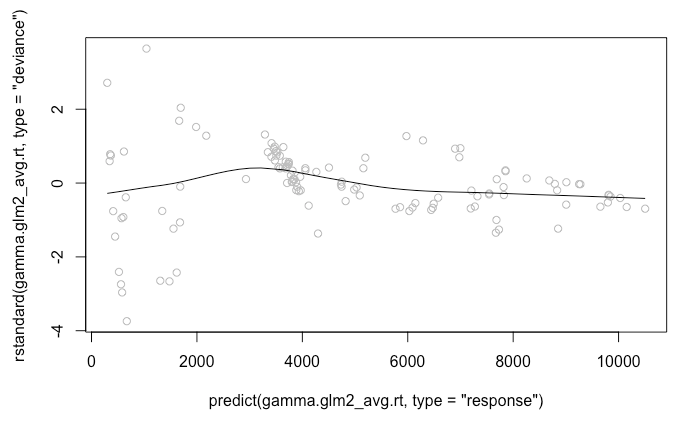 rstandard(gamma.glm2_avg.rt, type = "deviance")
2
0
-2
-4
0 2000 4000 6000 8000 10000
predict(gamma.glm2_avg.rt, type = "response")